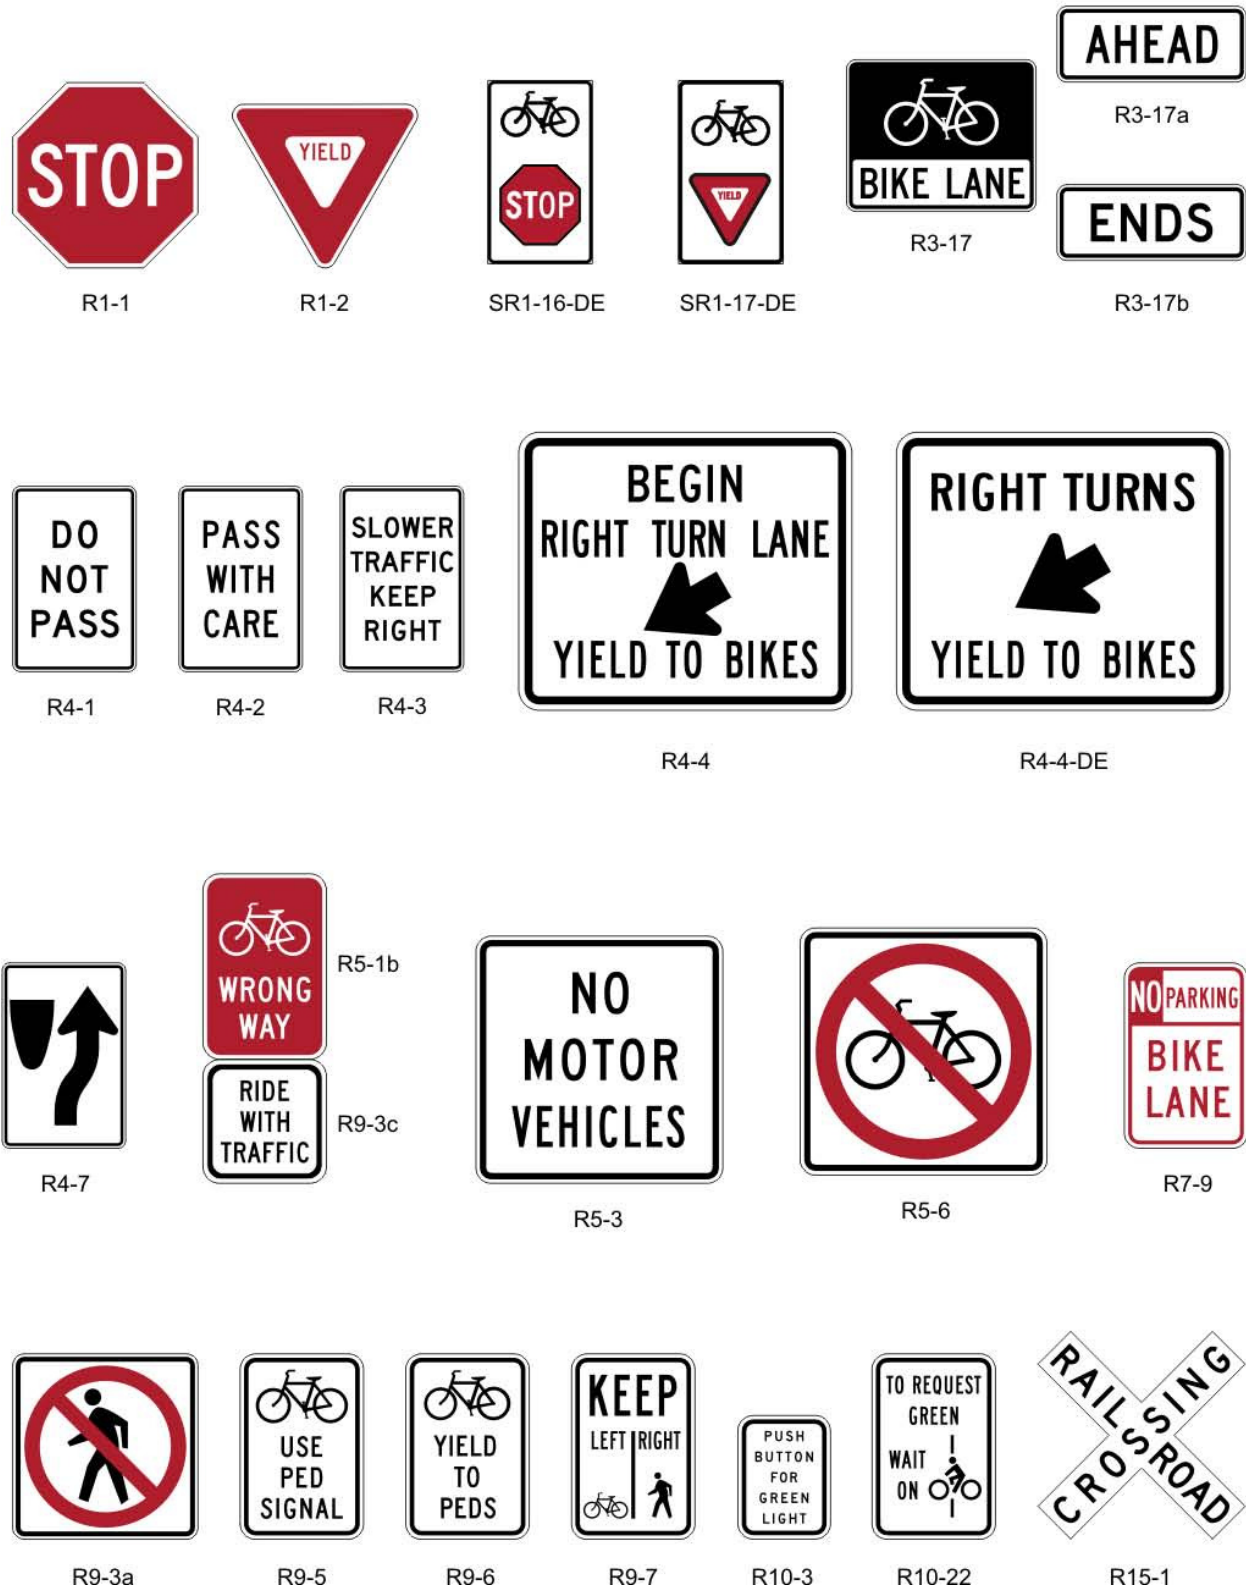 STOP
R1-1
YIELD
R1-2
STOP
SR1-16-DE
YIELD
SR1-17-DE
BIKE LANE
R3-17
AHEAD
R3-17a
ENDS
R3-17b
DO
NOT
PASS
R4-1
PASS
WITH
CARE
R4-2
SLOWER
TRAFFIC
KEEP
RIGHT
R4-3
BEGIN
RIGHT TURN LANE
YIELD TO BIKES
R4-4
RIGHT TURNS
YIELD TO BIKES
R4-4-DE
R4-7
WRONG
WAY
R5-1b
RIDE
WITH
TRAFFIC
R9-3c
NO
MOTOR
VEHICLES
R5-3
R5-6
NO PARKING
BIKE
LANE
R7-9
R9-3a
USE
PED
SIGNAL
R9-5
YIELD
TO
PEDS
R9-6
KEEP
LEFT RIGHT
R9-7
PUSH
BUTTON
FOR
GREEN
LIGHT
R10-3
TO REQUEST
GREEN
WAIT
ON
R10-22
RAILROAD
CROSSING
R15-1